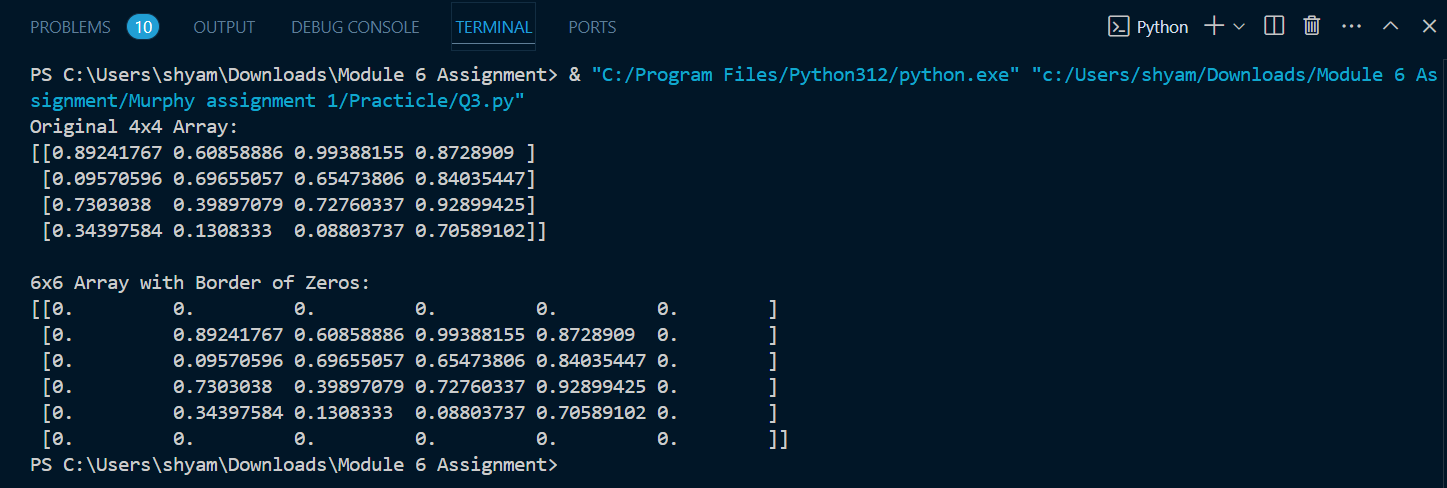 PROBLEMS 10 OUTPUT DEBUG CONSOLE TERMINAL PORTS Python
PS C:\Users\shyam\Downloads\Module 6 Assignment> & "C:/Program Files/Python312/python.exe" "c:/Users/shyam/Downloads/Module 6 As
signment/Murphy assignment 1/Practicle/Q3.py"
Original 4x4 Array:
[[0.89241767 0.60858886 0.99388155 0.8728909 ]
 [0.09570596 0.69655057 0.65473806 0.84035447]
 [0.7303038  0.39897079 0.72760337 0.92899425]
 [0.34397584 0.1308333  0.08803737 0.70589102]]
6x6 Array with Border of Zeros:
[[0.         0.         0.         0.         0.         0.        ]
 [0.         0.89241767 0.60858886 0.99388155 0.8728909  0.        ]
 [0.         0.09570596 0.69655057 0.65473806 0.84035447 0.        ]
 [0.         0.7303038  0.39897079 0.72760337 0.92899425 0.        ]
 [0.         0.34397584 0.1308333  0.08803737 0.70589102 0.        ]
 [0.         0.         0.         0.         0.         0.        ]]
PS C:\Users\shyam\Downloads\Module 6 Assignment>